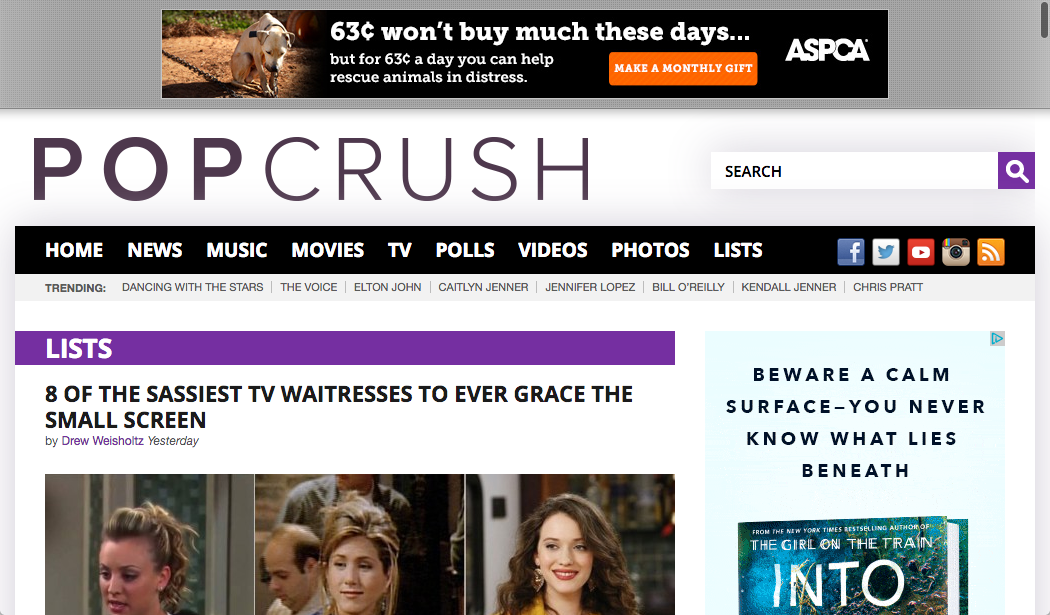 63¢ won't buy much these days...
but for 63¢ a day you can help
rescue animals in distress.
MAKE A MONTHLY GIFT
ASPCA
POPCRUSH
SEARCH
HOME NEWS MUSIC MOVIES TV POLLS VIDEOS PHOTOS LISTS
TRENDING: DANCING WITH THE STARS THE VOICE ELTON JOHN CAITLYN JENNER JENNIFER LOPEZ BILL O'REILLY KENDALL JENNER CHRIS PRATT
LISTS
8 OF THE SASSIEST TV WAITRESSES TO EVER GRACE THE
SMALL SCREEN
by Drew Weisholtz Yesterday
BEWARE A CALM
SURFACE–YOU NEVER
KNOW WHAT LIES
BENEATH
FROM THE NEW YORK TIMES BESTSELLING AUTHOR OF
THE GIRL ON THE TRAIN
INTO